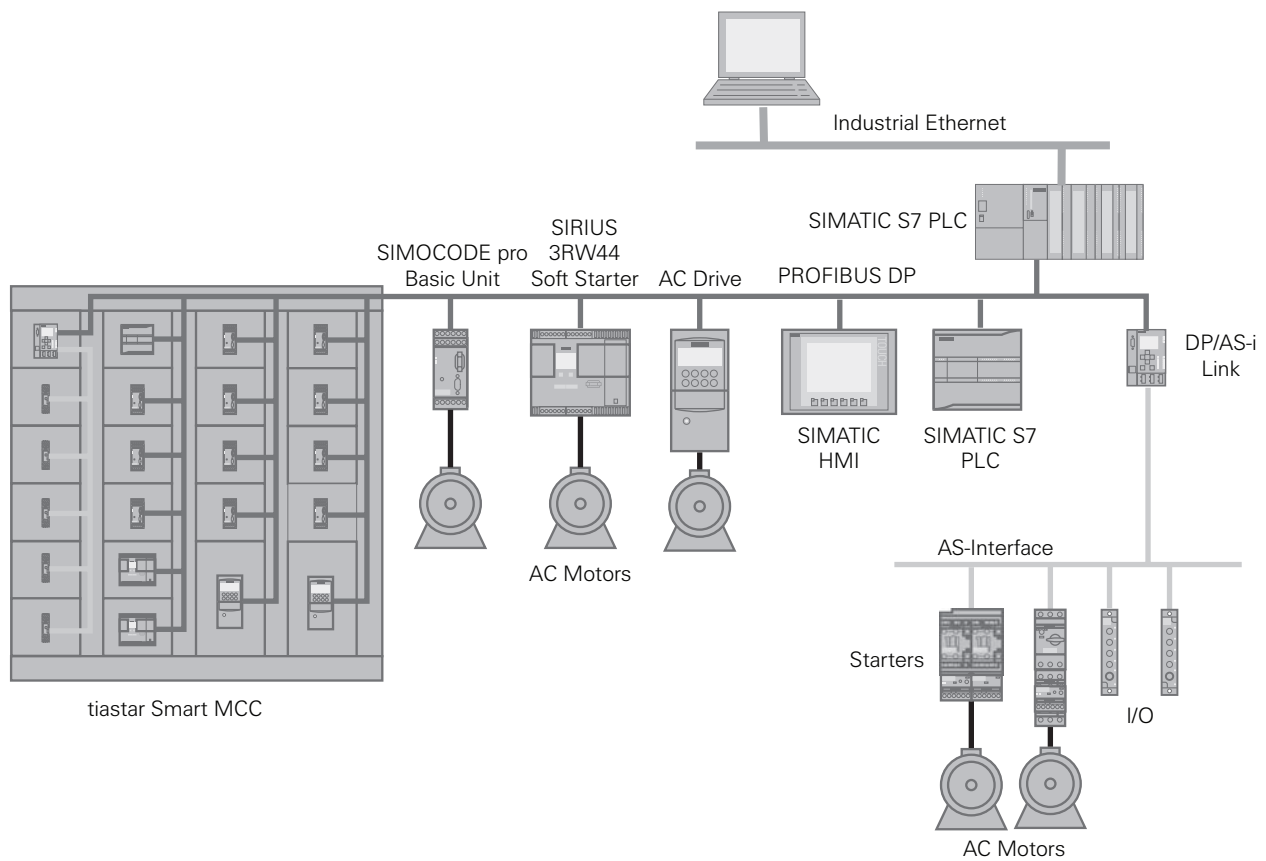 Industrial Ethernet
SIMATIC S7 PLC
SIMOCODE pro
Basic Unit
SIRIUS
3RW44
Soft Starter
AC Drive
PROFIBUS DP
DP/AS-i
Link
SIMATIC
HMI
SIMATIC S7
PLC
AC Motors
AS-Interface
Starters
I/O
tiastar Smart MCC
AC Motors